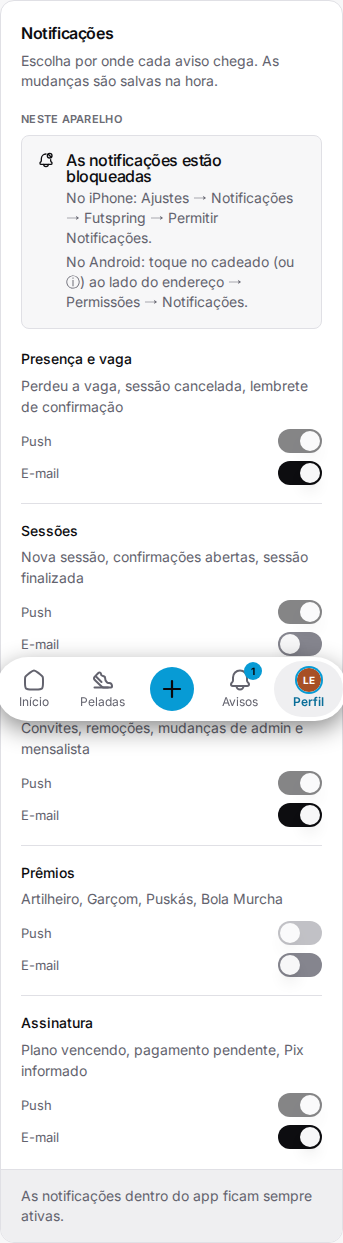 Notificações
Escolha por onde cada aviso chega. As
mudanças são salvas na hora.
NESTE APARELHO
As notificações estão
bloqueadas
No iPhone: Ajustes → Notificações
→ Futspring → Permitir
Notificações.
No Android: toque no cadeado (ou
ⓘ) ao lado do endereço →
Permissões → Notificações.
Presença e vaga
Perdeu a vaga, sessão cancelada, lembrete
de confirmação
Push
E-mail
Sessões
Nova sessão, confirmações abertas, sessão
finalizada
Push
E-mail
1
LE
Início Peladas Avisos Perfil
Convites, remoções, mudanças de admin e
mensalista
Push
E-mail
Prêmios
Artilheiro, Garçom, Puskás, Bola Murcha
Push
E-mail
Assinatura
Plano vencendo, pagamento pendente, Pix
informado
Push
E-mail
As notificações dentro do app ficam sempre
ativas.